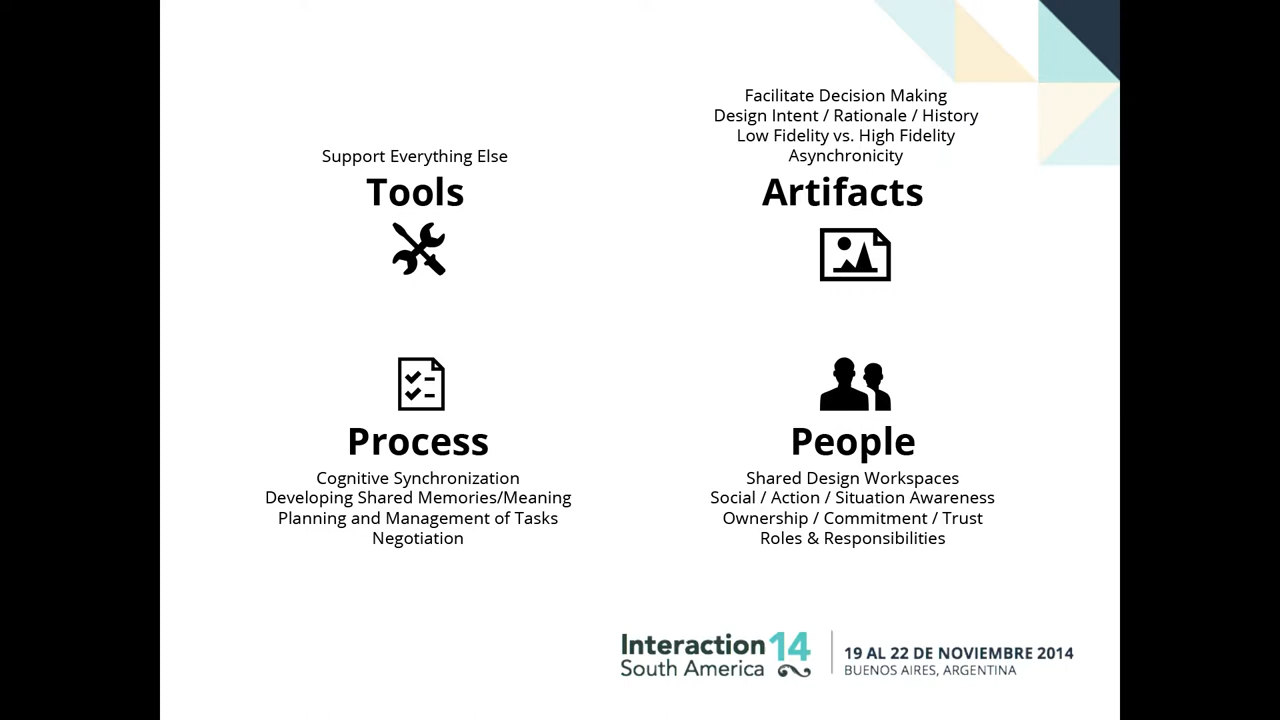 Support Everything Else
Tools
Facilitate Decision Making
Design Intent / Rationale / History
Low Fidelity vs. High Fidelity
Asynchronicity
Artifacts
Process
Cognitive Synchronization
Developing Shared Memories/Meaning
Planning and Management of Tasks
Negotiation
People
Shared Design Workspaces
Social / Action / Situation Awareness
Ownership / Commitment / Trust
Roles & Responsibilities
Interaction 14
South America
19 AL 22 DE NOVIEMBRE 2014
BUENOS AIRES, ARGENTINA